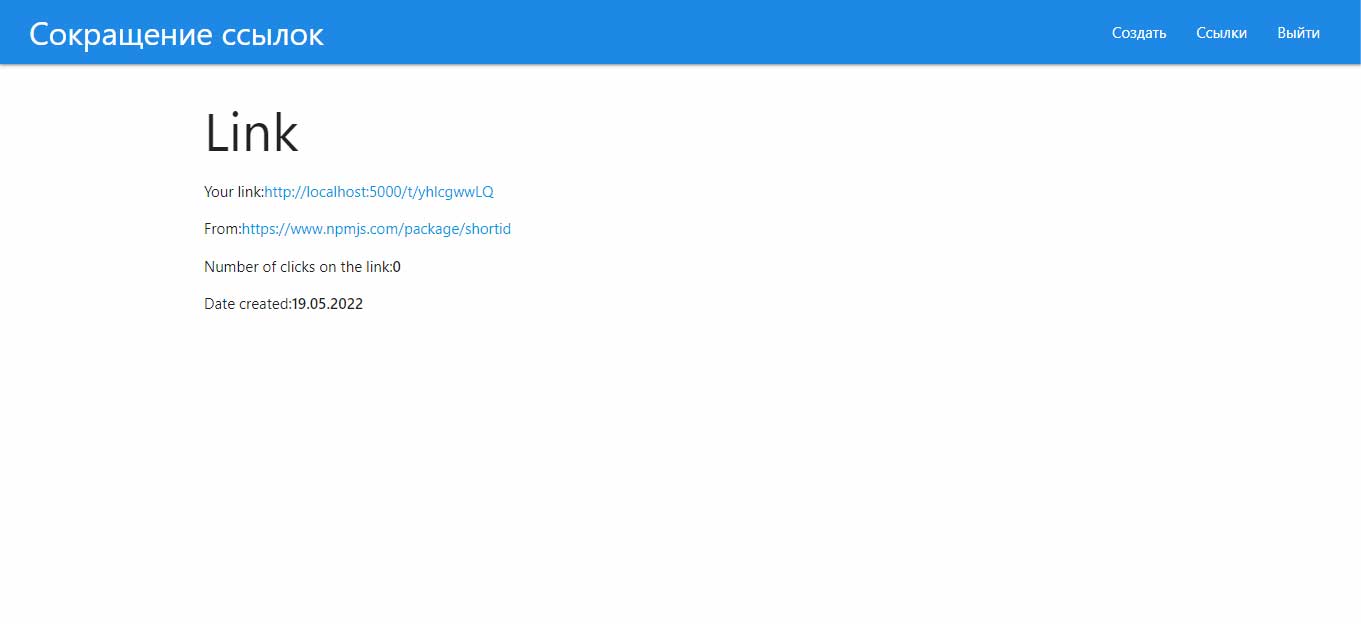 Сокращение ссылок
Создать Ссылки Выйти
Link
Your link:http://localhost:5000/t/yhlcgwwLQ
From:https://www.npmjs.com/package/shortid
Number of clicks on the link:0
Date created:19.05.2022